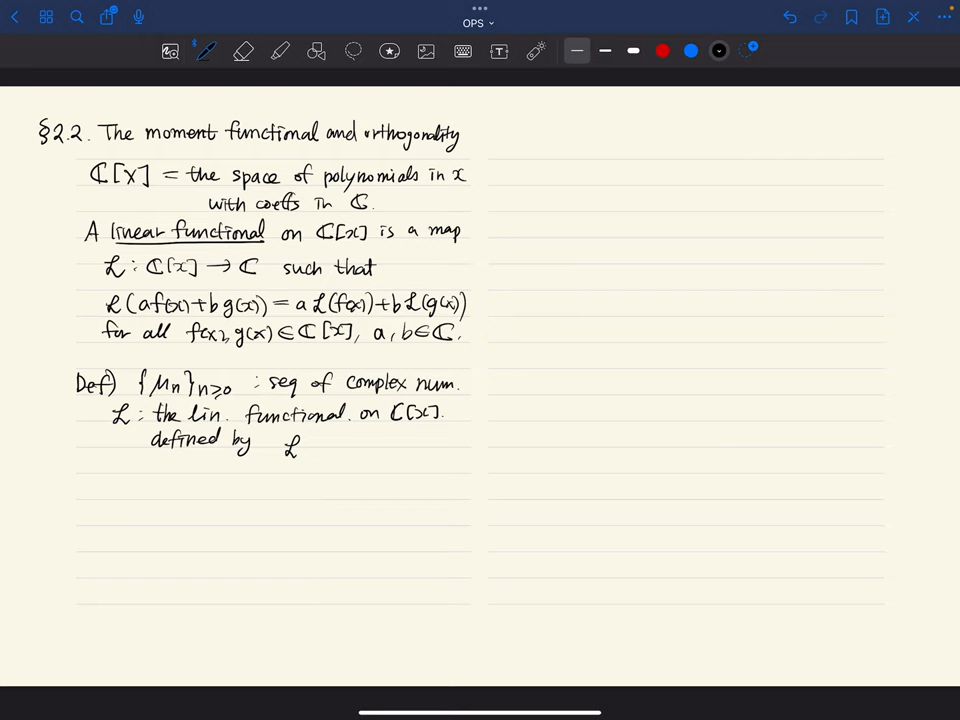 OPS
§2.2. The moment functional and orthogonality
ℂ[x] = the space of polynomials in x
with coeffs in ℂ.
A linear functional on ℂ[x] is a map
ℒ : ℂ[x] → ℂ such that
ℒ(af(x)+bg(x)) = aℒ(f(x))+bℒ(g(x))
for all f(x), g(x) ∈ ℂ[x], a, b ∈ ℂ.
Def) {μn}n≥0 : seq of complex num.
ℒ : the lin. functional. on ℂ[x].
defined by ℒ